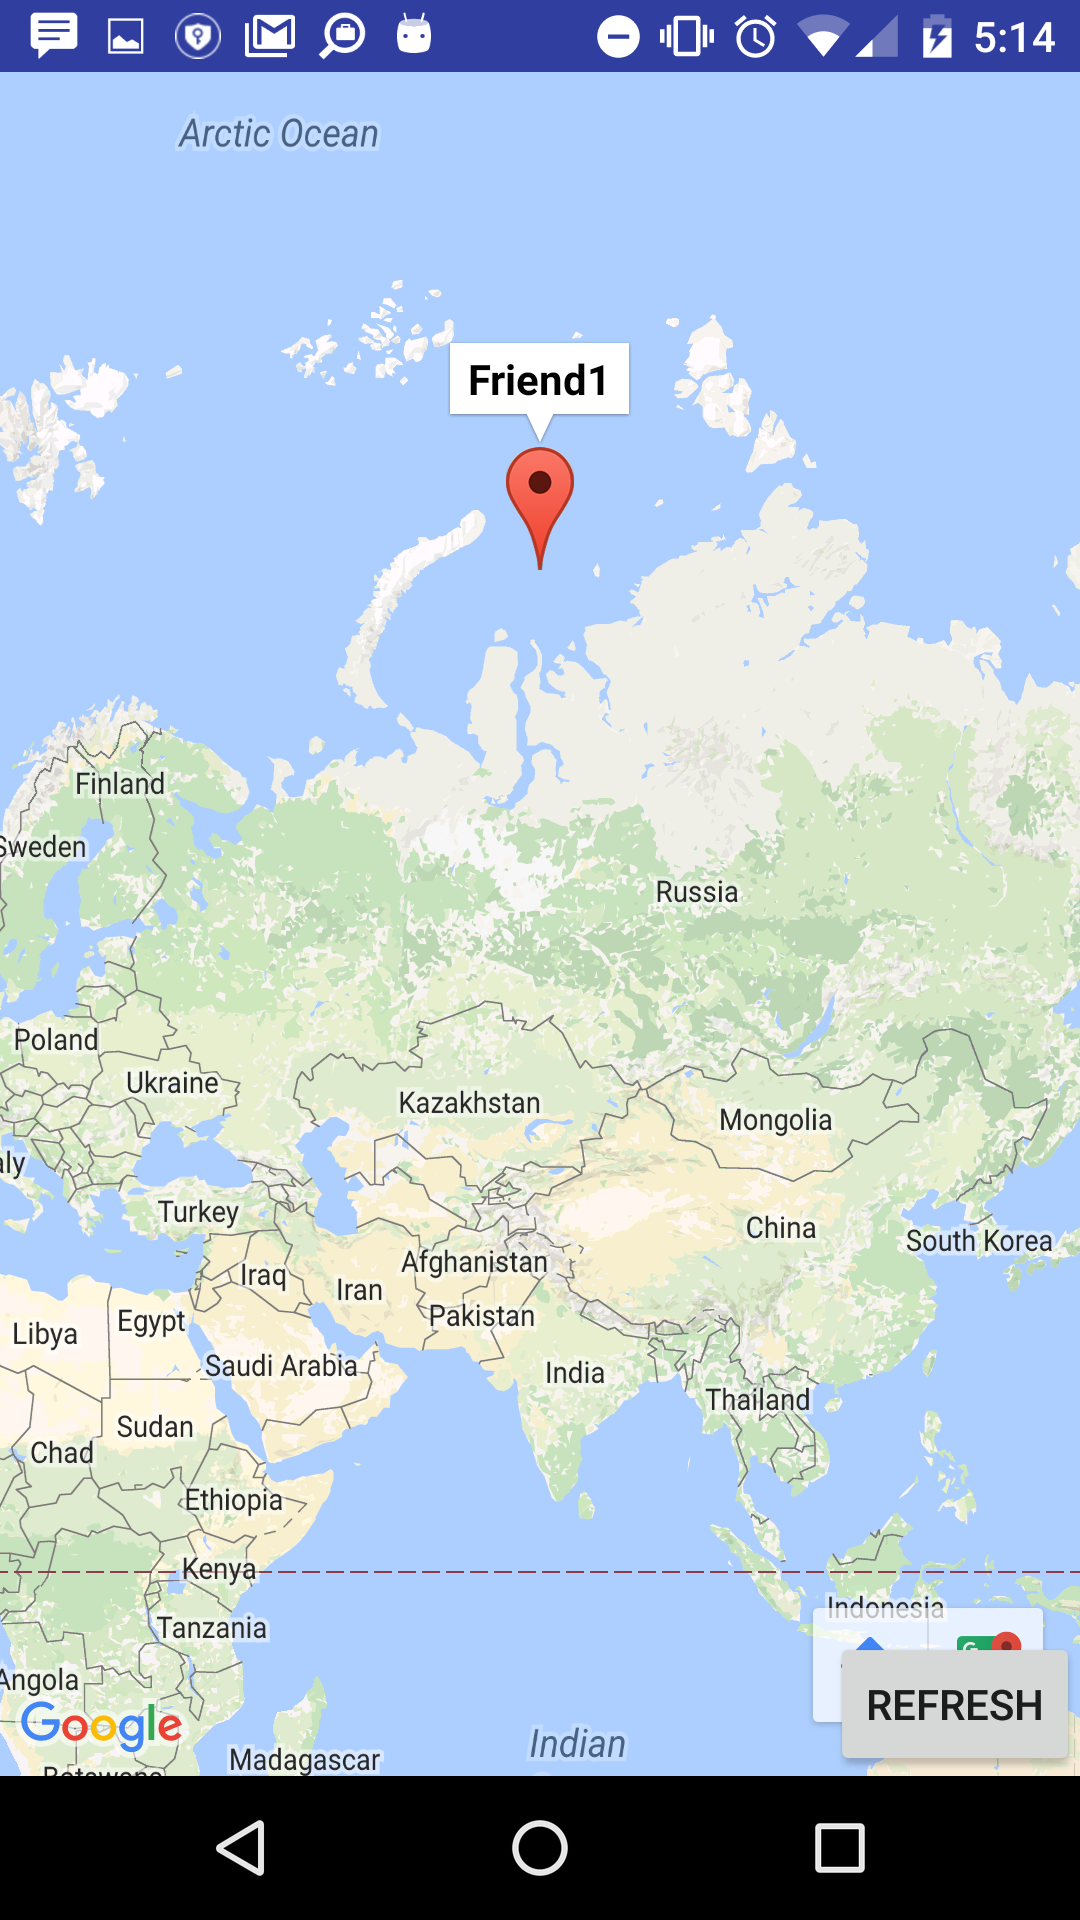 5:14
Arctic Ocean
Friend1
Finland
Sweden
Russia
Poland
Ukraine
Kazakhstan
Mongolia
aly
Turkey
China
South Korea
Afghanistan
Iraq
Iran
Pakistan
Egypt
Libya
Saudi Arabia
India
Thailand
Sudan
Chad
Ethiopia
Kenya
Indonesia
Tanzania
Angola
REFRESH
Google
Indian
Madagascar
Botswana